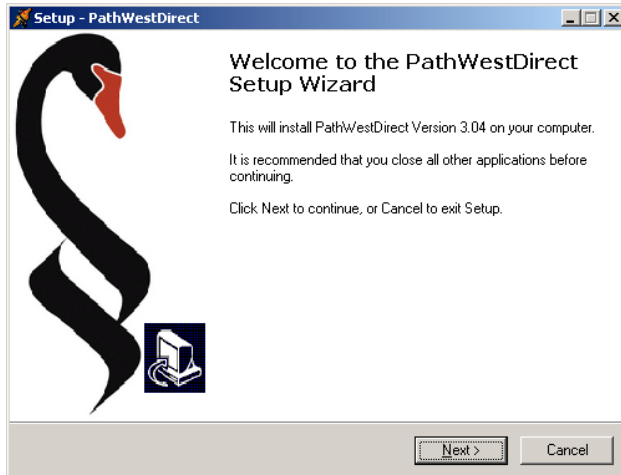 Setup - PathWestDirect
Welcome to the PathWestDirect
Setup Wizard
This will install PathWestDirect Version 3.04 on your computer.
It is recommended that you close all other applications before
continuing.
Click Next to continue, or Cancel to exit Setup.
Next >
Cancel